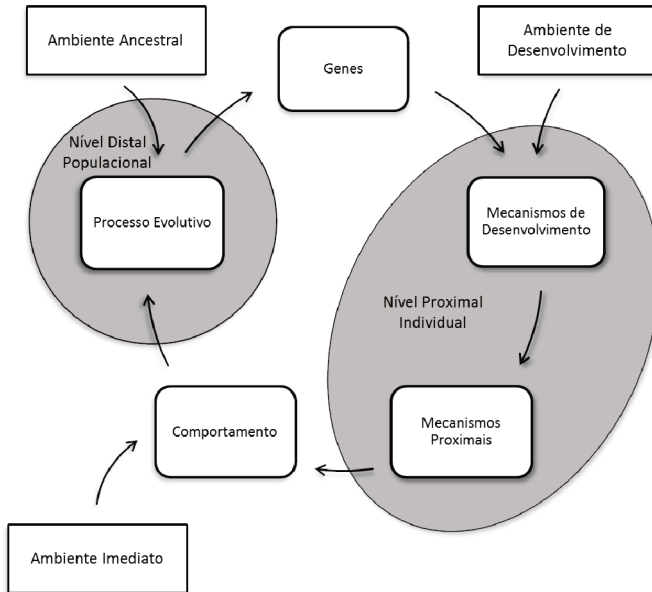 Ambiente Ancestral
Genes
Ambiente de
Desenvolvimento
Nível Distal
Populacional
Processo Evolutivo
Mecanismos de
Desenvolvimento
Nível Proximal
Individual
Comportamento
Mecanismos
Proximais
Ambiente Imediato